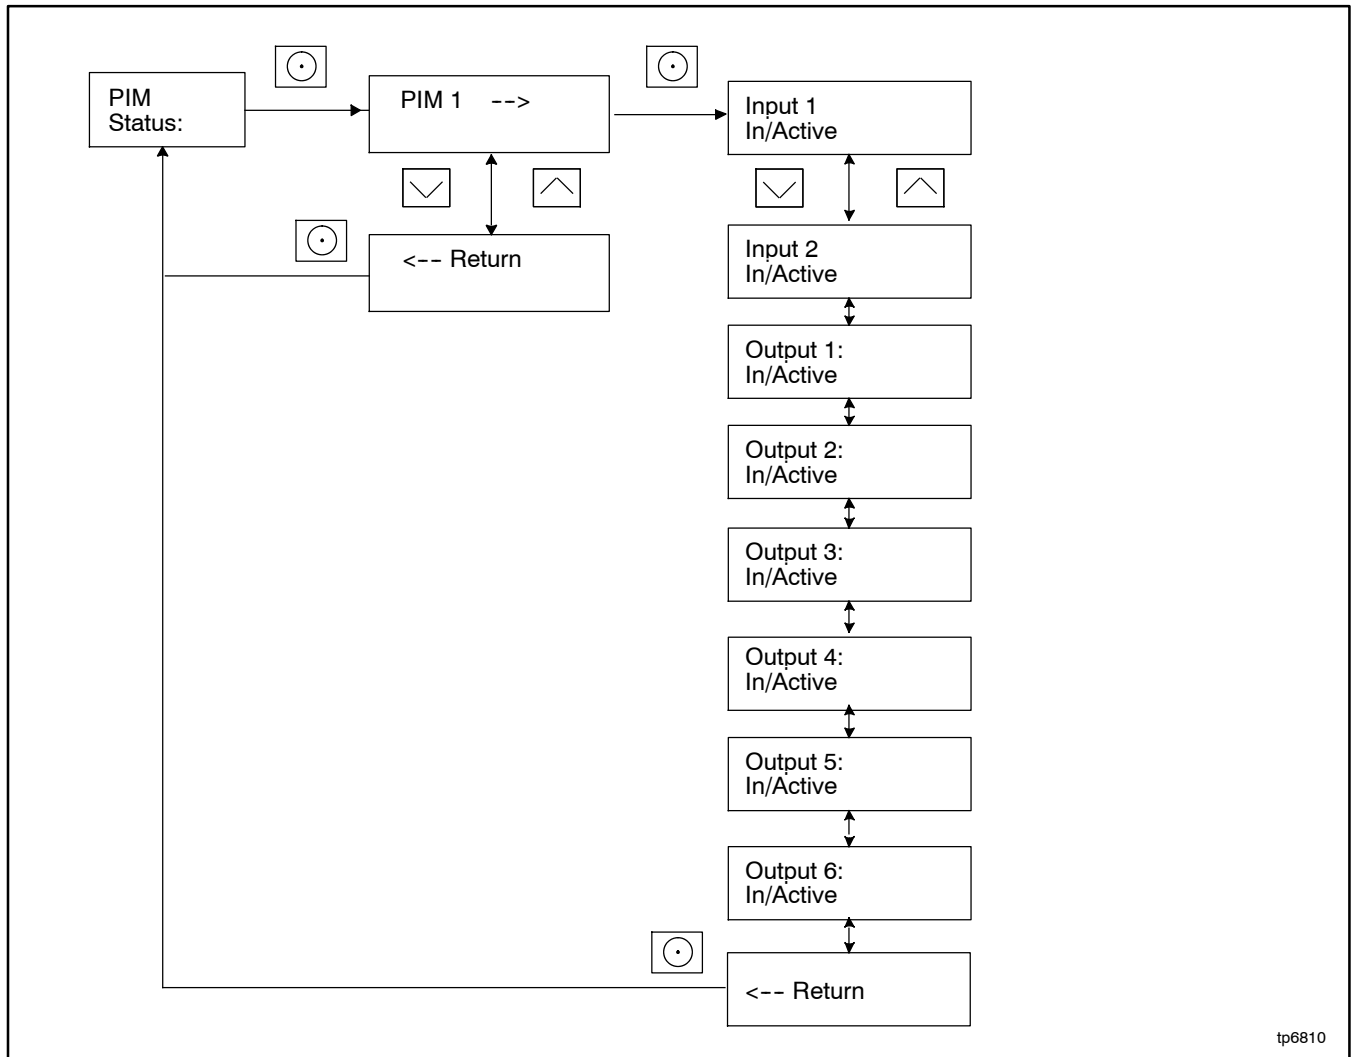 PIM
Status:
PIM 1 -->
<-- Return
Input 1
In/Active
Input 2
In/Active
Output 1:
In/Active
Output 2:
In/Active
Output 3:
In/Active
Output 4:
In/Active
Output 5:
In/Active
Output 6:
In/Active
<-- Return
tp6810